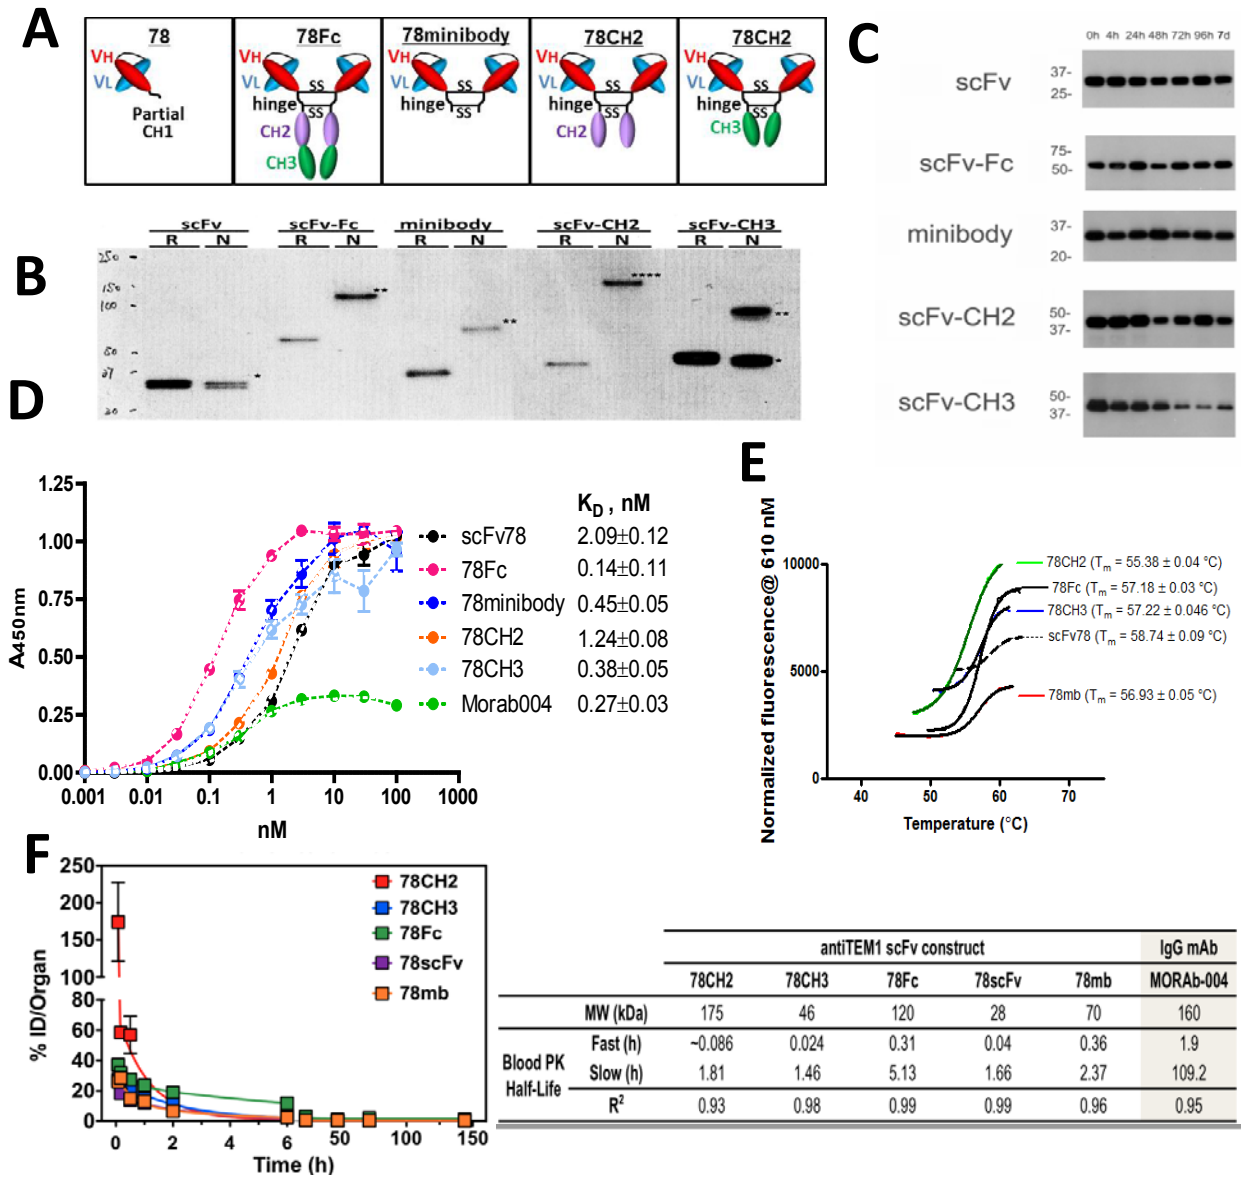 A
78
78Fc
78minibody
78CH2
78CH2
VH
VL
Partial
CH1
VH
VL
SS
hinge
SS
CH2
CH3
VH
VL
SS
hinge
SS
VH
VL
SS
hinge
SS
CH2
VH
VL
SS
hinge
SS
CH3
B
scFv scFv-Fc minibody scFv-CH2 scFv-CH3
R N R N R N R N R N
250
150
100
50
37
*
**
**
****
**
*
C
0h 4h 24h 48h 72h 96h 7d
scFv
37-
25-
scFv-Fc
75-
50-
minibody
37-
20-
scFv-CH2
50-
37-
scFv-CH3
50-
37-
D
1.25
1.00
0.75
0.50
0.25
0.00
A450nm
0.001 0.01 0.1 1 10 100 1000
nM
KD , nM
scFv78 2.09±0.12
78Fc 0.14±0.11
78minibody 0.45±0.05
78CH2 1.24±0.08
78CH3 0.38±0.05
Morab004 0.27±0.03
E
Normalized fluorescence@ 610 nM
10000
5000
0
40 50 60 70
Temperature (°C)
78CH2 (Tm = 55.38 ± 0.04 °C)
78Fc (Tm = 57.18 ± 0.03 °C)
78CH3 (Tm = 57.22 ± 0.046 °C)
scFv78 (Tm = 58.74 ± 0.09 °C)
78mb (Tm = 56.93 ± 0.05 °C)
F
250
200
150
100
80
60
40
20
0
% ID/Organ
0 2 4 6 50 100 150
Time (h)
78CH2
78CH3
78Fc
78scFv
78mb
antiTEM1 scFv construct IgG mAb
78CH2 78CH3 78Fc 78scFv 78mb MORAb-004
MW (kDa) 175 46 120 28 70 160
Blood PK
Half-Life
Fast (h) ~0.086 0.024 0.31 0.04 0.36 1.9
Slow (h) 1.81 1.46 5.13 1.66 2.37 109.2
R2 0.93 0.98 0.99 0.99 0.96 0.95